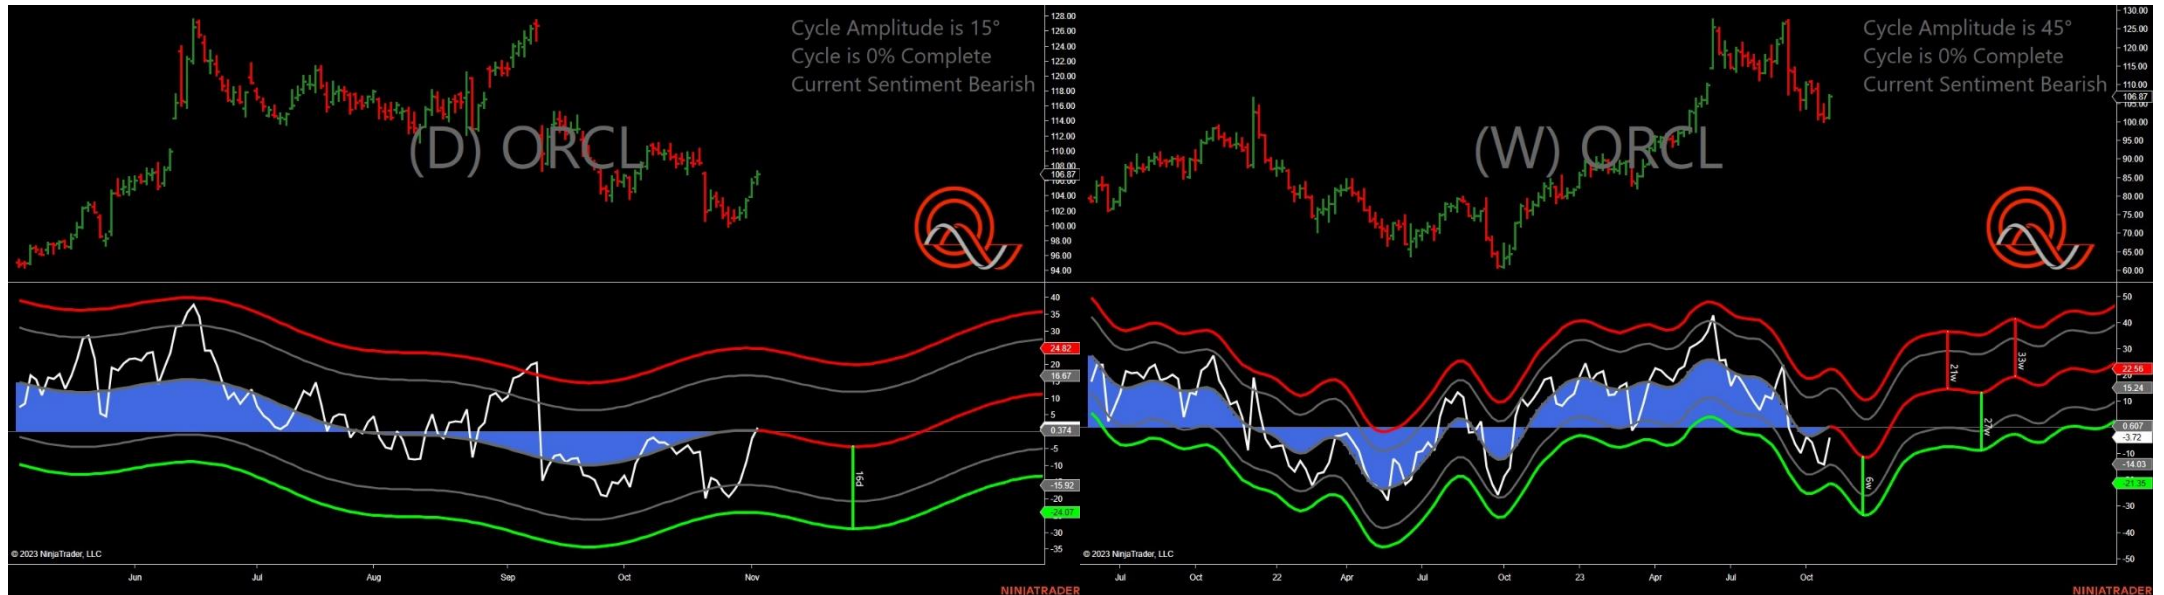 Cycle Amplitude is 15°
Cycle is 0% Complete
Current Sentiment Bearish
(D) ORCL
128.00
126.00
124.00
122.00
120.00
118.00
116.00
114.00
112.00
110.00
108.00
106.87
104.00
102.00
100.00
98.00
96.00
94.00
40
35
30
24.82
20
16.67
10
5
0.374
-5
-10
-15.92
-20
-24.07
-30
-35
16d
© 2023 NinjaTrader, LLC
Jun
Jul
Aug
Sep
Oct
Nov
NINJATRADER
Cycle Amplitude is 45°
Cycle is 0% Complete
Current Sentiment Bearish
(W) ORCL
130.00
125.00
120.00
115.00
110.00
106.87
100.00
95.00
90.00
85.00
80.00
75.00
70.00
65.00
60.00
50
40
30
22.56
15.24
10
0.607
-3.72
-10
-14.03
-21.35
-30
-40
-50
21w
33w
27w
© 2023 NinjaTrader, LLC
Jul
Oct
22
Apr
Jul
Oct
23
Apr
Jul
Oct
NINJATRADER